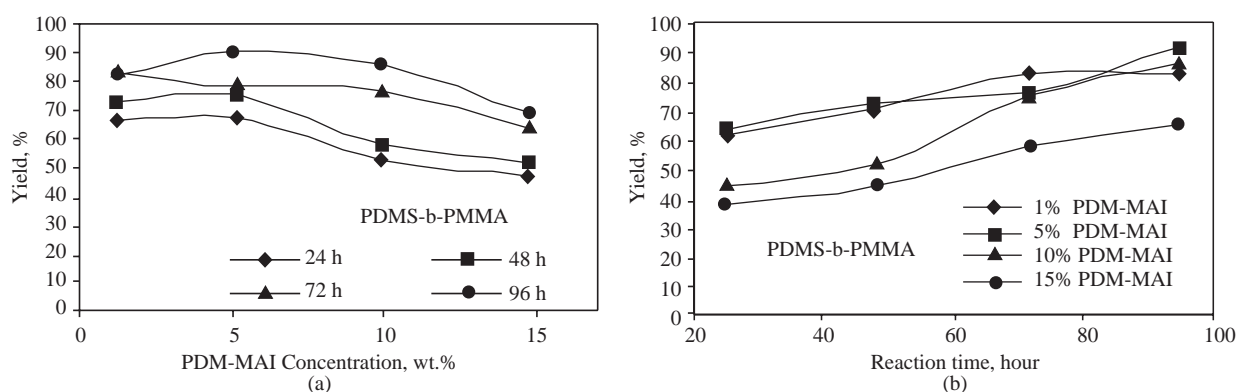 100
90
80
70
60
50
40
30
20
10
0
Yield, %
PDMS-b-PMMA
24 h
48 h
72 h
96 h
0
5
10
15
PDM-MAI Concentration, wt.%
(a)
100
90
80
70
60
50
40
30
20
10
0
Yield, %
1% PDM-MAI
5% PDM-MAI
10% PDM-MAI
15% PDM-MAI
PDMS-b-PMMA
20
40
60
80
100
Reaction time, hour
(b)